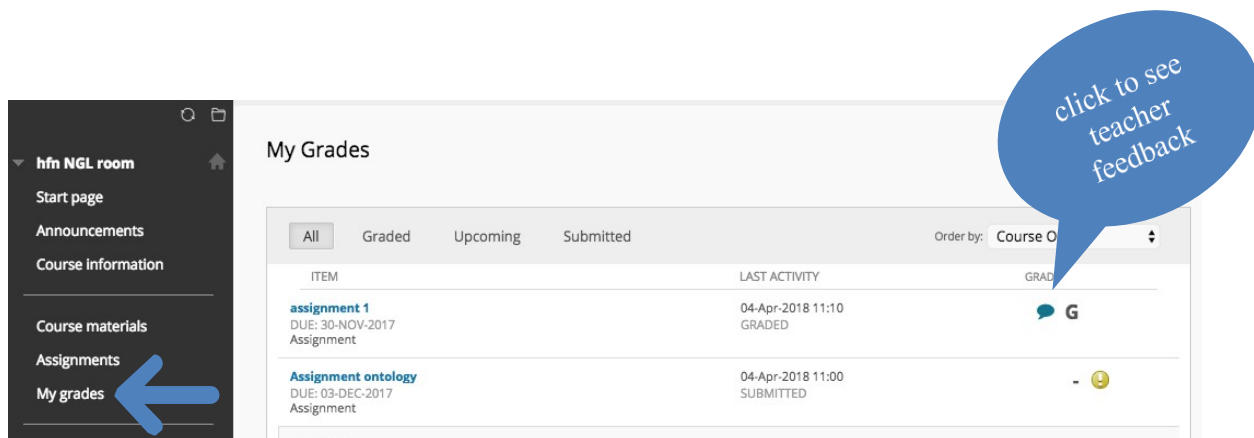 click to see
teacher
feedback
hfn NGL room
Start page
Announcements
Course information
Course materials
Assignments
My grades
My Grades
All Graded Upcoming Submitted
Order by: Course O
ITEM LAST ACTIVITY GRAD
assignment 1 04-Apr-2018 11:10 G
DUE: 30-NOV-2017 GRADED
Assignment
Assignment ontology 04-Apr-2018 11:00 -
DUE: 03-DEC-2017 SUBMITTED
Assignment